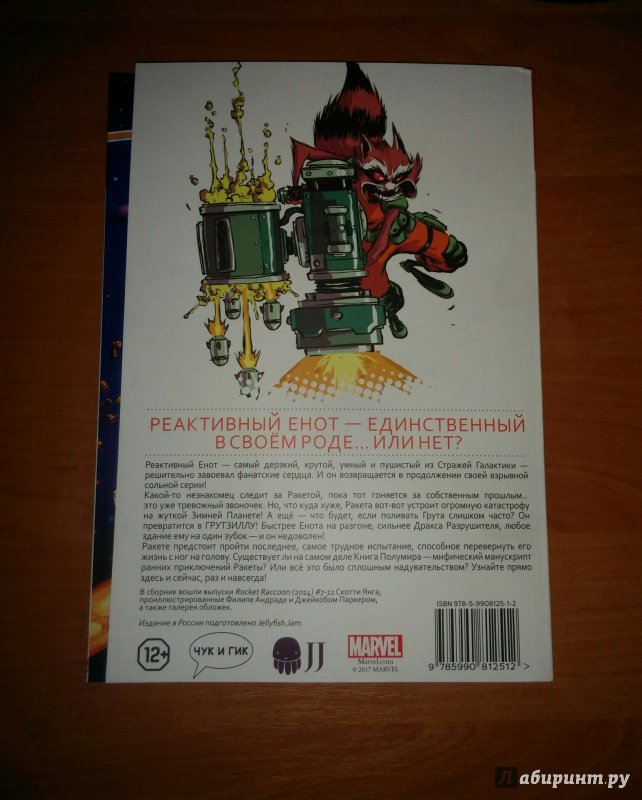 РЕАКТИВНЫЙ ЕНОТ — ЕДИНСТВЕННЫЙ
В СВОЁМ РОДЕ... ИЛИ НЕТ?
Реактивный Енот — самый дерзкий, крутой, умный и пушистый из Стражей Галактики —
решительно завоевал фанатские сердца. И он возвращается в продолжении своей взрывной
сольной серии!
Какой-то незнакомец следит за Ракетой, пока тот гоняется за собственным прошлым...
это уже тревожный звоночек. Но, что куда хуже, Ракета вот-вот устроит огромную катастрофу
на жуткой Зимней Планете! А ещё — что будет, если поливать Грута слишком часто? Он
превратится в ГРУТЗИЛЛУ! Быстрее Енота на разгоне, сильнее Дракса Разрушителя, любое
здание ему на один зубок — и он недоволен!
Ракете предстоит пройти последнее, самое трудное испытание, способное перевернуть его
жизнь с ног на голову. Существует ли на самом деле Книга Полумира — мифический манускрипт
ранних приключений Ракеты? Или всё это было сплошным надувательством? Узнайте прямо
здесь и сейчас, раз и навсегда!
В сборник вошли выпуски Rocket Raccoon (2014) #7-11 Скотти Янга,
проиллюстрированные Филипе Андраде и Джейкобом Паркером,
а также галерея обложек.
Издание в России подготовлено Jellyfish Jam.
ISBN 978-5-9908125-1-2
12+
ЧУК И ГИК
JJ
MARVEL
Marvel.com
© 2017 MARVEL
9 785990 812512 >
Лабиринт.ру